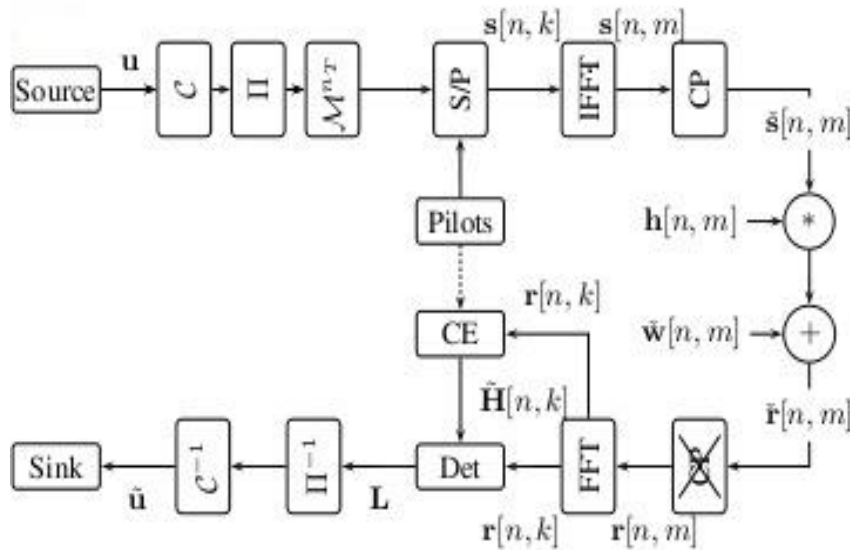 s[n, k] s[n, m]
u
Source C Π M^{n_T} S/P IFFT CP
š[n, m]
Pilots h[n, m] *
r[n, k]
CE w̌[n, m] +
H̃[n, k] ř[n, m]
Sink C⁻¹ Π⁻¹ Det FFT CP
ũ L
r[n, k] r[n, m]